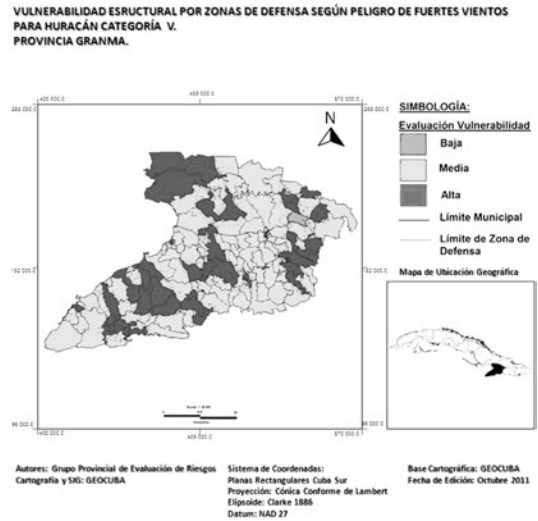 VULNERABILIDAD ESRUCTURAL POR ZONAS DE DEFENSA SEGÚN PELIGRO DE FUERTES VIENTOS
PARA HURACÁN CATEGORÍA V.
PROVINCIA GRANMA.
N
SIMBOLOGÍA:
Evaluación Vulnerabilidad
Baja
Media
Alta
Límite Municipal
Límite de Zona de
Defensa
Mapa de Ubicación Geográfica
Autores: Grupo Provincial de Evaluación de Riesgos
Cartografía y SIG: GEOCUBA
Sistema de Coordenadas:
Planas Rectangulares Cuba Sur
Proyección: Cónica Conforme de Lambert
Elipsoide: Clarke 1886
Datum: NAD 27
Base Cartográfica: GEOCUBA
Fecha de Edición: Octubre 2011